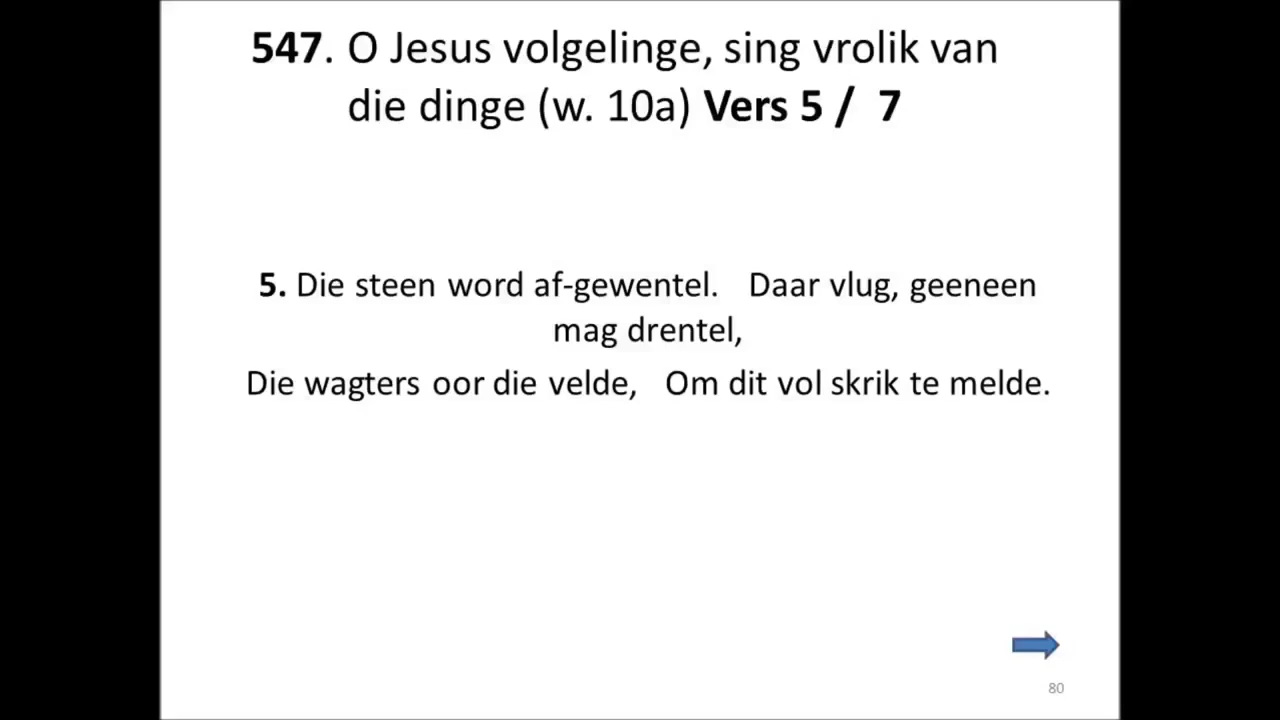 547. O Jesus volgelinge, sing vrolik van
die dinge (w. 10a) Vers 5 / 7
5. Die steen word af-gewentel. Daar vlug, geeneen
mag drentel,
Die wagters oor die velde, Om dit vol skrik te melde.
80